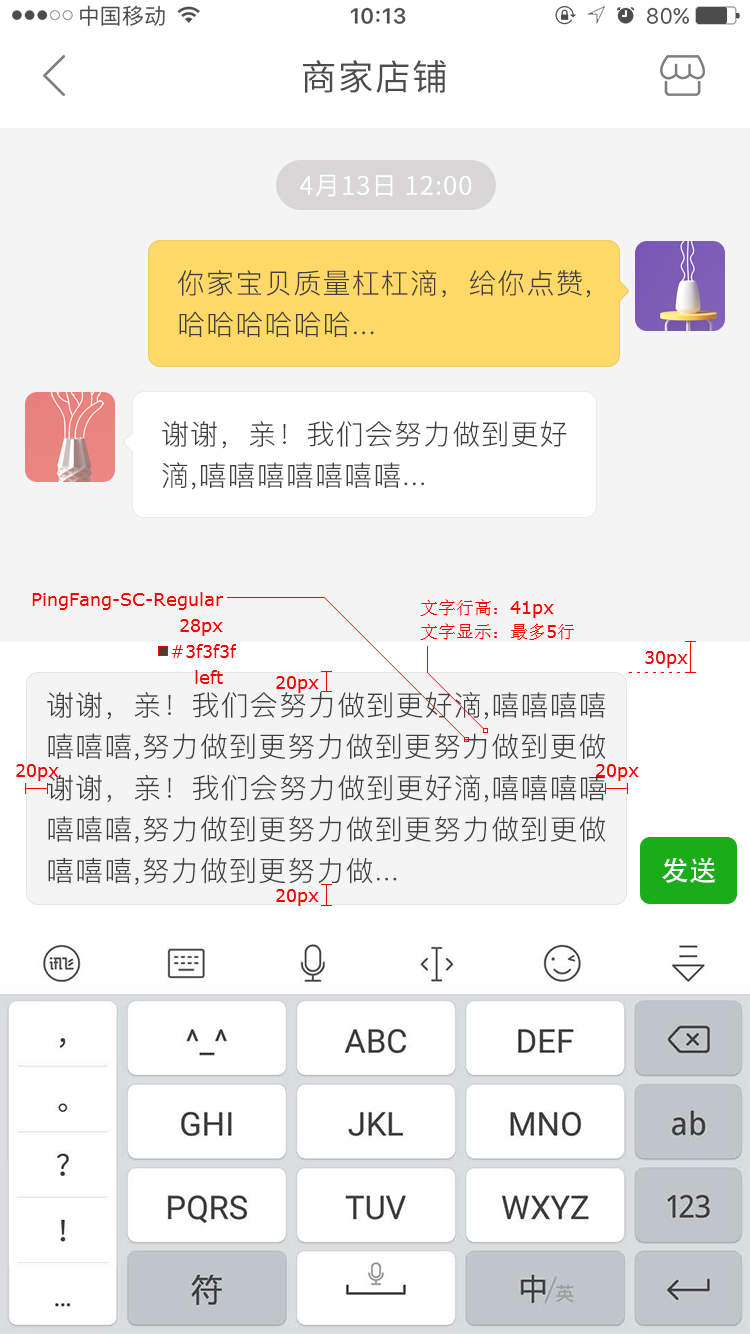 中国移动 10:13 80%
商家店铺
4月13日 12:00
你家宝贝质量杠杠滴，给你点赞,
哈哈哈哈哈哈...
谢谢，亲！我们会努力做到更好
滴,嘻嘻嘻嘻嘻嘻嘻...
PingFang-SC-Regular
28px
#3f3f3f
left
文字行高：41px
文字显示：最多5行
30px
20px
谢谢，亲！我们会努力做到更好滴,嘻嘻嘻嘻
嘻嘻嘻,努力做到更努力做到更努力做到更做
20px
20px
谢谢，亲！我们会努力做到更好滴,嘻嘻嘻嘻
嘻嘻嘻,努力做到更努力做到更努力做到更做
嘻嘻嘻,努力做到更努力做...
20px
发送
讯飞
， ^_^ ABC DEF
。 GHI JKL MNO ab
？ PQRS TUV WXYZ 123
！ 符 中/英
...